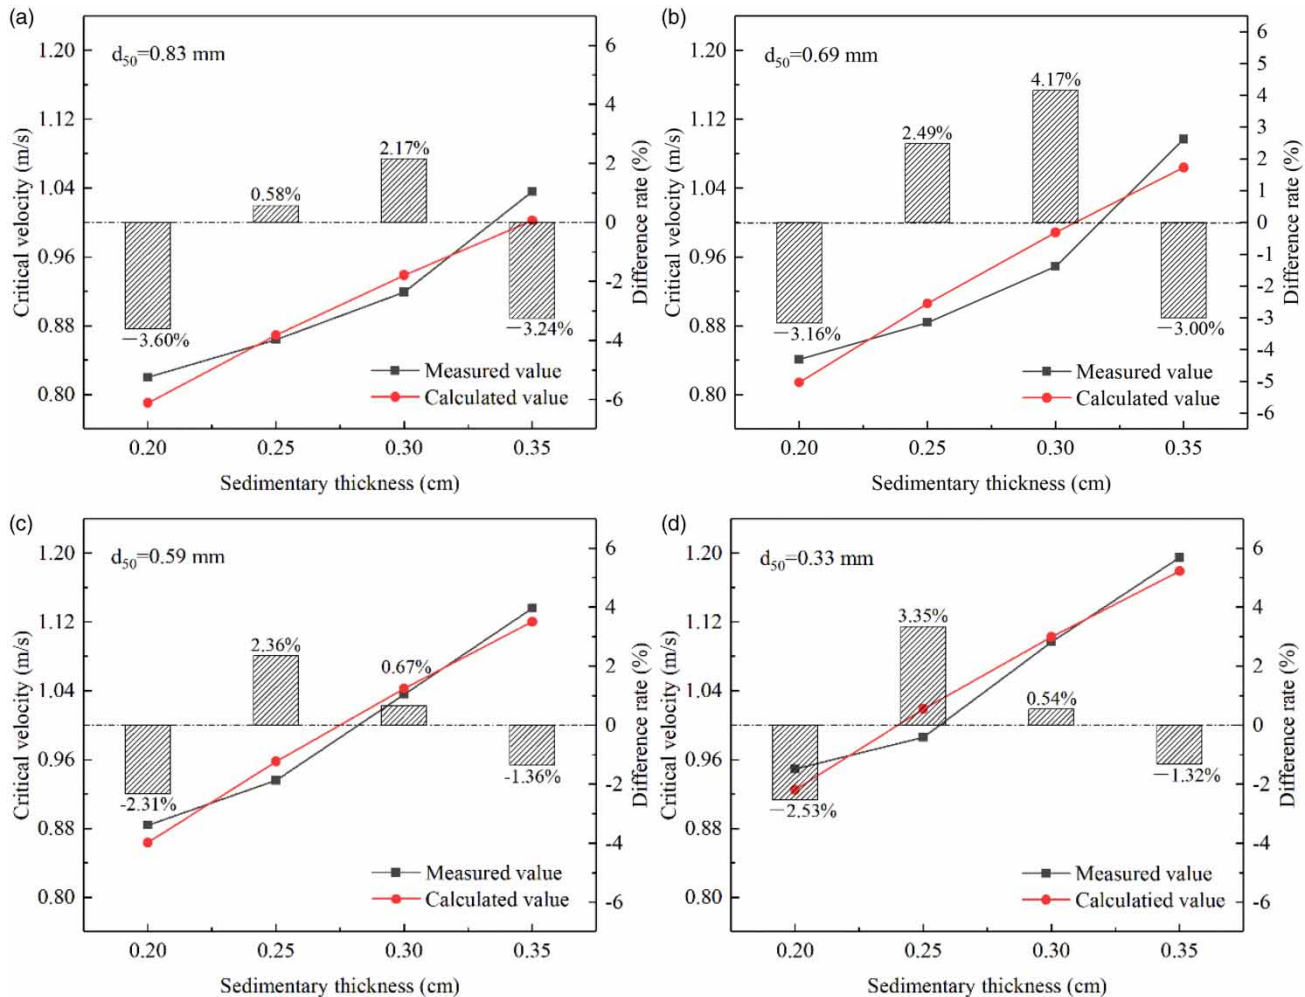 (a)
d50=0.83 mm
1.20
1.12
1.04
0.96
0.88
0.80
Critical velocity (m/s)
6
4
2
0
-2
-4
-6
Difference rate (%)
−3.60%
0.58%
2.17%
−3.24%
Measured value
Calculated value
0.20 0.25 0.30 0.35
Sedimentary thickness (cm)
(b)
d50=0.69 mm
1.20
1.12
1.04
0.96
0.88
0.80
Critical velocity (m/s)
6
5
4
3
2
1
0
-1
-2
-3
-4
-5
-6
Difference rate (%)
−3.16%
2.49%
4.17%
−3.00%
Measured value
Calculated value
0.20 0.25 0.30 0.35
Sedimentary thickness (cm)
(c)
d50=0.59 mm
1.20
1.12
1.04
0.96
0.88
0.80
Critical velocity (m/s)
6
4
2
0
-2
-4
-6
Difference rate (%)
-2.31%
2.36%
0.67%
-1.36%
Measured value
Calculated value
0.20 0.25 0.30 0.35
Sedimentary thickness (cm)
(d)
d50=0.33 mm
1.20
1.12
1.04
0.96
0.88
0.80
Critical velocity (m/s)
6
4
2
0
-2
-4
-6
Difference rate (%)
−2.53%
3.35%
0.54%
−1.32%
Measured value
Calculatied value
0.20 0.25 0.30 0.35
Sedimentary thickness (cm)